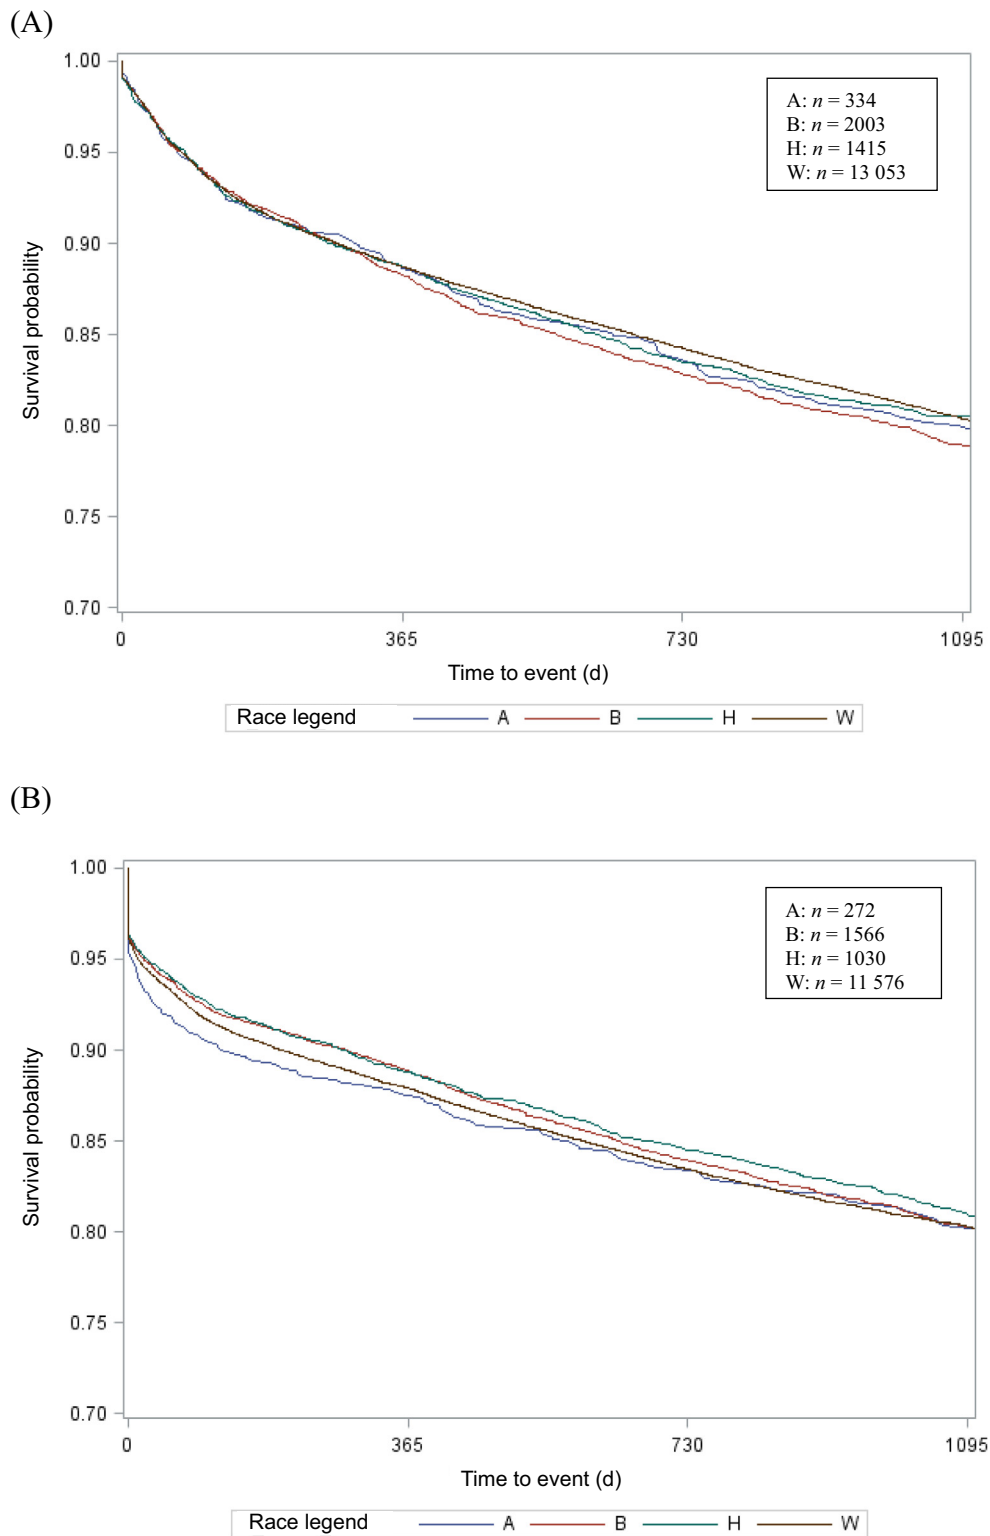 (A)
1.00
0.95
0.90
0.85
0.80
0.75
0.70
Survival probability
A: n = 334
B: n = 2003
H: n = 1415
W: n = 13 053
0 365 730 1095
Time to event (d)
Race legend A B H W
(B)
1.00
0.95
0.90
0.85
0.80
0.75
0.70
Survival probability
A: n = 272
B: n = 1566
H: n = 1030
W: n = 11 576
0 365 730 1095
Time to event (d)
Race legend A B H W